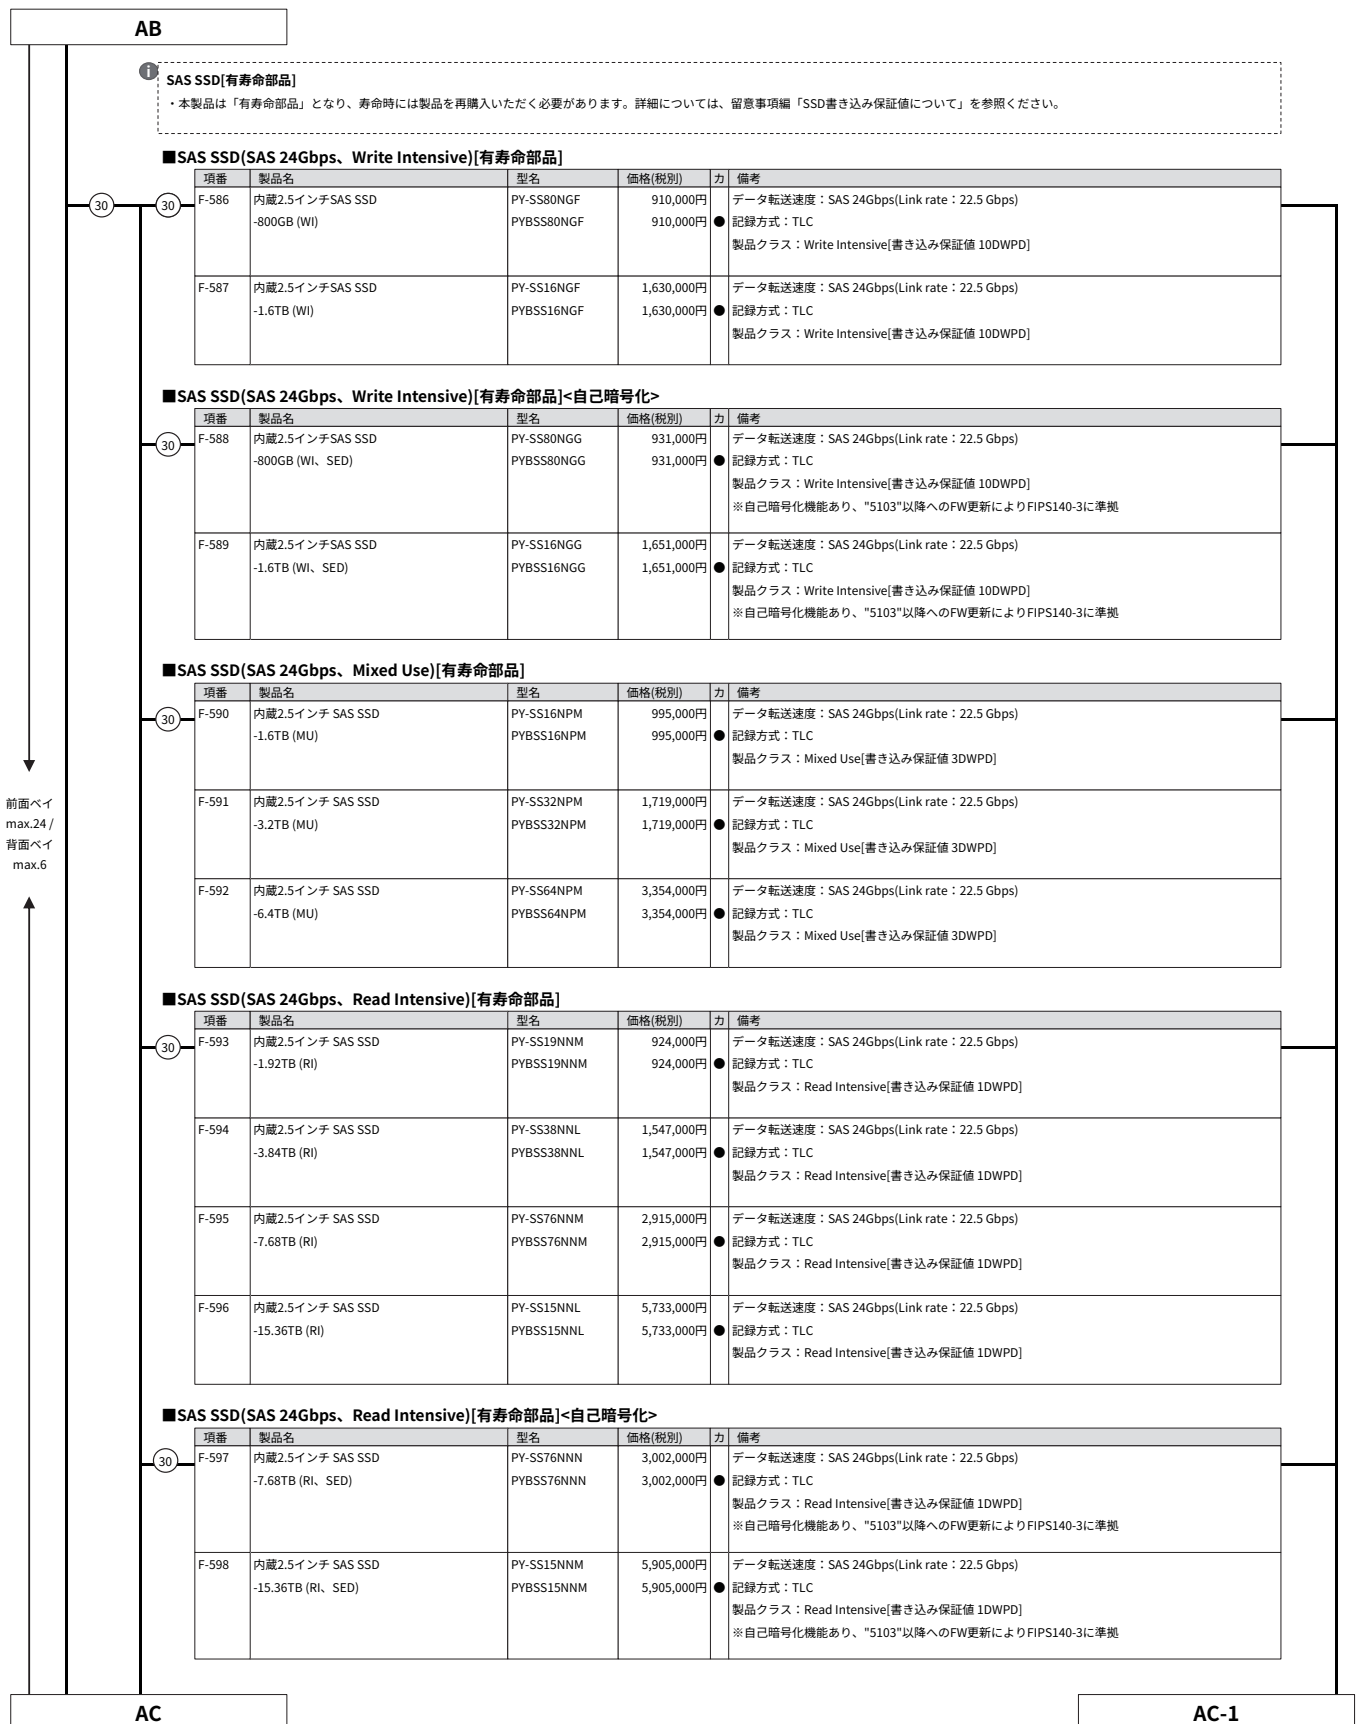 AB
SAS SSD[有寿命部品]
・本製品は「有寿命部品」となり、寿命時には製品を再購入いただく必要があります。詳細については、留意事項編「SSD書き込み保証値について」を参照ください。
■SAS SSD(SAS 24Gbps、Write Intensive)[有寿命部品]
項番 製品名 型名 価格(税別) カ 備考
30 30 F-586 内蔵2.5インチSAS SSD PY-SS80NGF 910,000円 データ転送速度：SAS 24Gbps(Link rate：22.5 Gbps)
-800GB (WI) PYBSS80NGF 910,000円 ● 記録方式：TLC
製品クラス：Write Intensive[書き込み保証値 10DWPD]
F-587 内蔵2.5インチSAS SSD PY-SS16NGF 1,630,000円 データ転送速度：SAS 24Gbps(Link rate：22.5 Gbps)
-1.6TB (WI) PYBSS16NGF 1,630,000円 ● 記録方式：TLC
製品クラス：Write Intensive[書き込み保証値 10DWPD]
■SAS SSD(SAS 24Gbps、Write Intensive)[有寿命部品]<自己暗号化>
項番 製品名 型名 価格(税別) カ 備考
30 F-588 内蔵2.5インチSAS SSD PY-SS80NGG 931,000円 データ転送速度：SAS 24Gbps(Link rate：22.5 Gbps)
-800GB (WI、SED) PYBSS80NGG 931,000円 ● 記録方式：TLC
製品クラス：Write Intensive[書き込み保証値 10DWPD]
※自己暗号化機能あり、"5103"以降へのFW更新によりFIPS140-3に準拠
F-589 内蔵2.5インチSAS SSD PY-SS16NGG 1,651,000円 データ転送速度：SAS 24Gbps(Link rate：22.5 Gbps)
-1.6TB (WI、SED) PYBSS16NGG 1,651,000円 ● 記録方式：TLC
製品クラス：Write Intensive[書き込み保証値 10DWPD]
※自己暗号化機能あり、"5103"以降へのFW更新によりFIPS140-3に準拠
■SAS SSD(SAS 24Gbps、Mixed Use)[有寿命部品]
項番 製品名 型名 価格(税別) カ 備考
30 F-590 内蔵2.5インチ SAS SSD PY-SS16NPM 995,000円 データ転送速度：SAS 24Gbps(Link rate：22.5 Gbps)
-1.6TB (MU) PYBSS16NPM 995,000円 ● 記録方式：TLC
製品クラス：Mixed Use[書き込み保証値 3DWPD]
F-591 内蔵2.5インチ SAS SSD PY-SS32NPM 1,719,000円 データ転送速度：SAS 24Gbps(Link rate：22.5 Gbps)
-3.2TB (MU) PYBSS32NPM 1,719,000円 ● 記録方式：TLC
製品クラス：Mixed Use[書き込み保証値 3DWPD]
F-592 内蔵2.5インチ SAS SSD PY-SS64NPM 3,354,000円 データ転送速度：SAS 24Gbps(Link rate：22.5 Gbps)
-6.4TB (MU) PYBSS64NPM 3,354,000円 ● 記録方式：TLC
製品クラス：Mixed Use[書き込み保証値 3DWPD]
前面ベイ
max.24 /
背面ベイ
max.6
■SAS SSD(SAS 24Gbps、Read Intensive)[有寿命部品]
項番 製品名 型名 価格(税別) カ 備考
30 F-593 内蔵2.5インチ SAS SSD PY-SS19NNM 924,000円 データ転送速度：SAS 24Gbps(Link rate：22.5 Gbps)
-1.92TB (RI) PYBSS19NNM 924,000円 ● 記録方式：TLC
製品クラス：Read Intensive[書き込み保証値 1DWPD]
F-594 内蔵2.5インチ SAS SSD PY-SS38NNL 1,547,000円 データ転送速度：SAS 24Gbps(Link rate：22.5 Gbps)
-3.84TB (RI) PYBSS38NNL 1,547,000円 ● 記録方式：TLC
製品クラス：Read Intensive[書き込み保証値 1DWPD]
F-595 内蔵2.5インチ SAS SSD PY-SS76NNM 2,915,000円 データ転送速度：SAS 24Gbps(Link rate：22.5 Gbps)
-7.68TB (RI) PYBSS76NNM 2,915,000円 ● 記録方式：TLC
製品クラス：Read Intensive[書き込み保証値 1DWPD]
F-596 内蔵2.5インチ SAS SSD PY-SS15NNL 5,733,000円 データ転送速度：SAS 24Gbps(Link rate：22.5 Gbps)
-15.36TB (RI) PYBSS15NNL 5,733,000円 ● 記録方式：TLC
製品クラス：Read Intensive[書き込み保証値 1DWPD]
■SAS SSD(SAS 24Gbps、Read Intensive)[有寿命部品]<自己暗号化>
項番 製品名 型名 価格(税別) カ 備考
30 F-597 内蔵2.5インチ SAS SSD PY-SS76NNN 3,002,000円 データ転送速度：SAS 24Gbps(Link rate：22.5 Gbps)
-7.68TB (RI、SED) PYBSS76NNN 3,002,000円 ● 記録方式：TLC
製品クラス：Read Intensive[書き込み保証値 1DWPD]
※自己暗号化機能あり、"5103"以降へのFW更新によりFIPS140-3に準拠
F-598 内蔵2.5インチ SAS SSD PY-SS15NNM 5,905,000円 データ転送速度：SAS 24Gbps(Link rate：22.5 Gbps)
-15.36TB (RI、SED) PYBSS15NNM 5,905,000円 ● 記録方式：TLC
製品クラス：Read Intensive[書き込み保証値 1DWPD]
※自己暗号化機能あり、"5103"以降へのFW更新によりFIPS140-3に準拠
AC AC-1